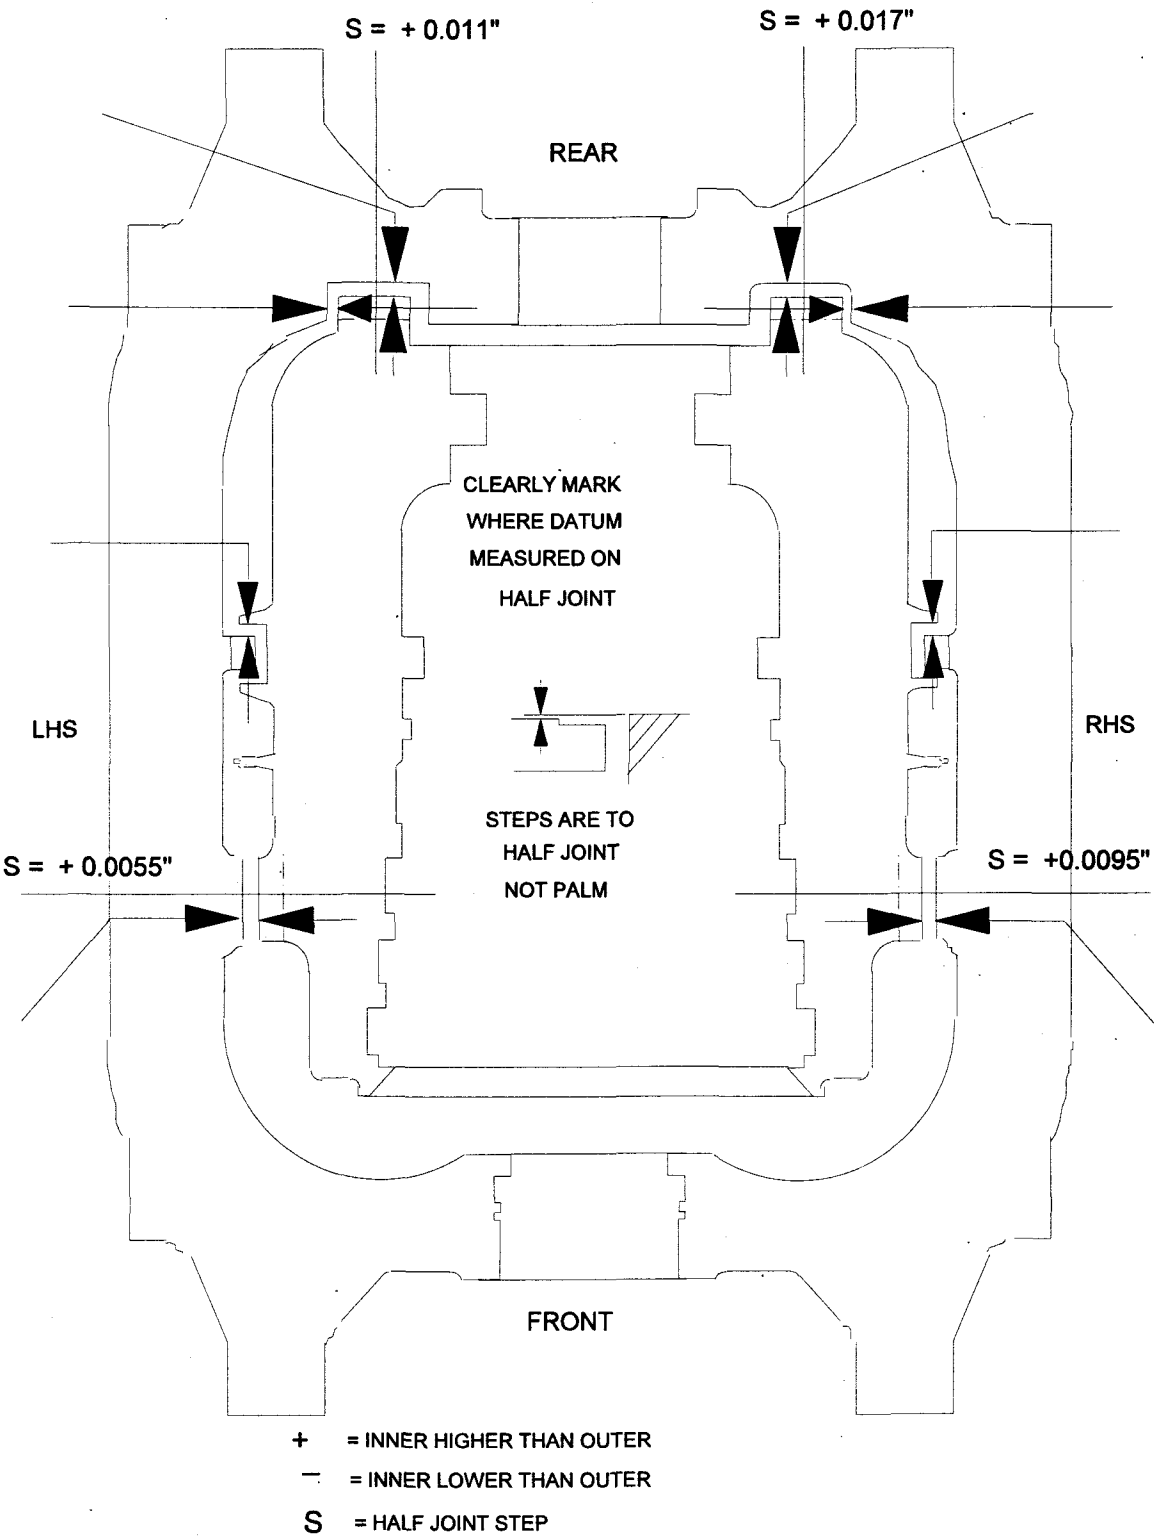 S = + 0.011"
S = + 0.017"
REAR
CLEARLY MARK
WHERE DATUM
MEASURED ON
HALF JOINT
LHS
RHS
STEPS ARE TO
HALF JOINT
NOT PALM
S = + 0.0055"
S = +0.0095"
FRONT
+ = INNER HIGHER THAN OUTER
− = INNER LOWER THAN OUTER
S = HALF JOINT STEP